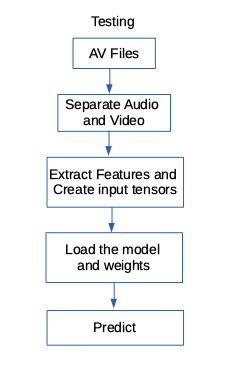 Testing
AV Files
Separate Audio
and Video
Extract Features and
Create input tensors
Load the model
and weights
Predict